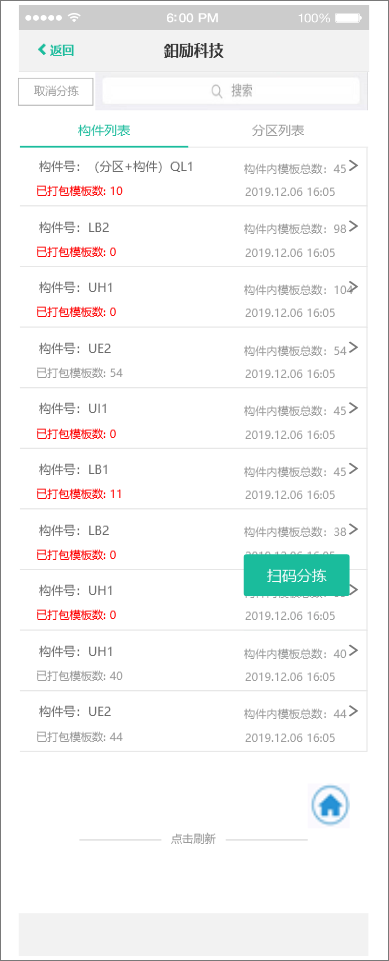 6:00 PM 100%
返回 鉬励科技
取消分拣 搜索
构件列表 分区列表
构件号：（分区+构件）QL1 构件内模板总数：45
已打包模板数: 10 2019.12.06 16:05
构件号：LB2 构件内模板总数：98
已打包模板数: 0 2019.12.06 16:05
构件号：UH1 构件内模板总数：104
已打包模板数: 0 2019.12.06 16:05
构件号：UE2 构件内模板总数：54
已打包模板数: 54 2019.12.06 16:05
构件号：UI1 构件内模板总数：45
已打包模板数: 0 2019.12.06 16:05
构件号：LB1 构件内模板总数：45
已打包模板数: 11 2019.12.06 16:05
构件号：LB2 构件内模板总数：38
已打包模板数: 0 2019.12.06 16:05
扫码分拣
构件号：UH1
已打包模板数: 0 2019.12.06 16:05
构件号：UH1 构件内模板总数：40
已打包模板数: 40 2019.12.06 16:05
构件号：UE2 构件内模板总数：44
已打包模板数: 44 2019.12.06 16:05
点击刷新